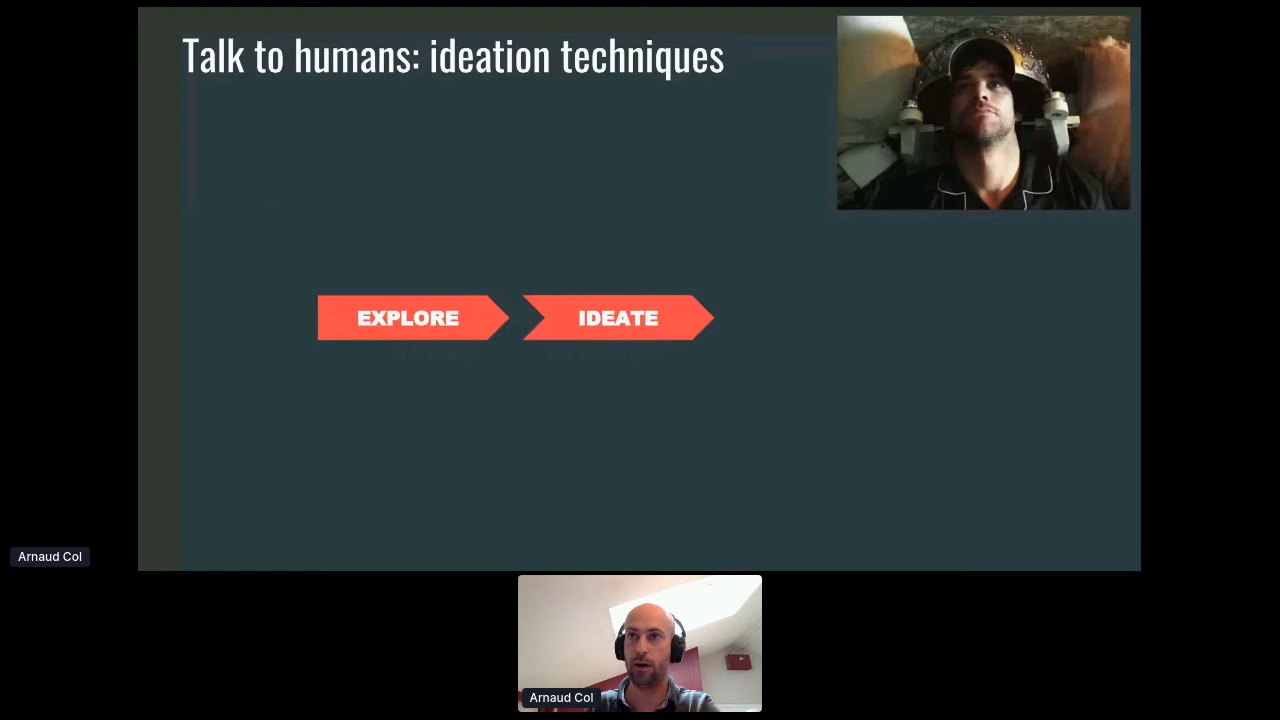 Talk to humans: ideation techniques
EXPLORE
IDEATE
Arnaud Col
Arnaud Col